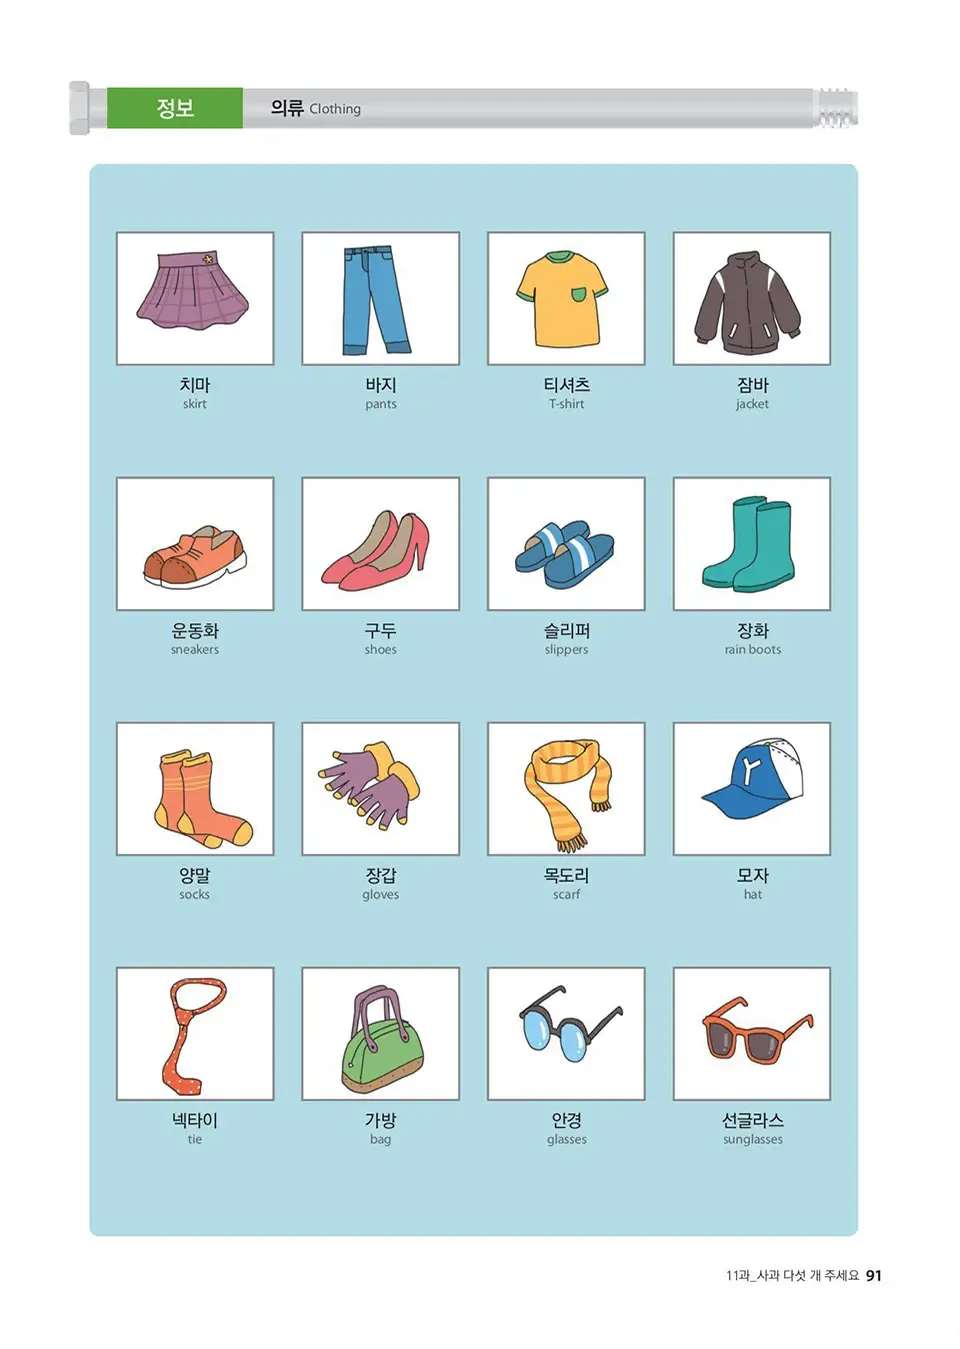 정보
의류 Clothing
치마 바지 티셔츠 잠바
skirt pants T-shirt jacket
운동화 구두 슬리퍼 장화
sneakers shoes slippers rain boots
양말 장갑 목도리 모자
socks gloves scarf hat
넥타이 가방 안경 선글라스
tie bag glasses sunglasses
11과_사과 다섯 개 주세요 91